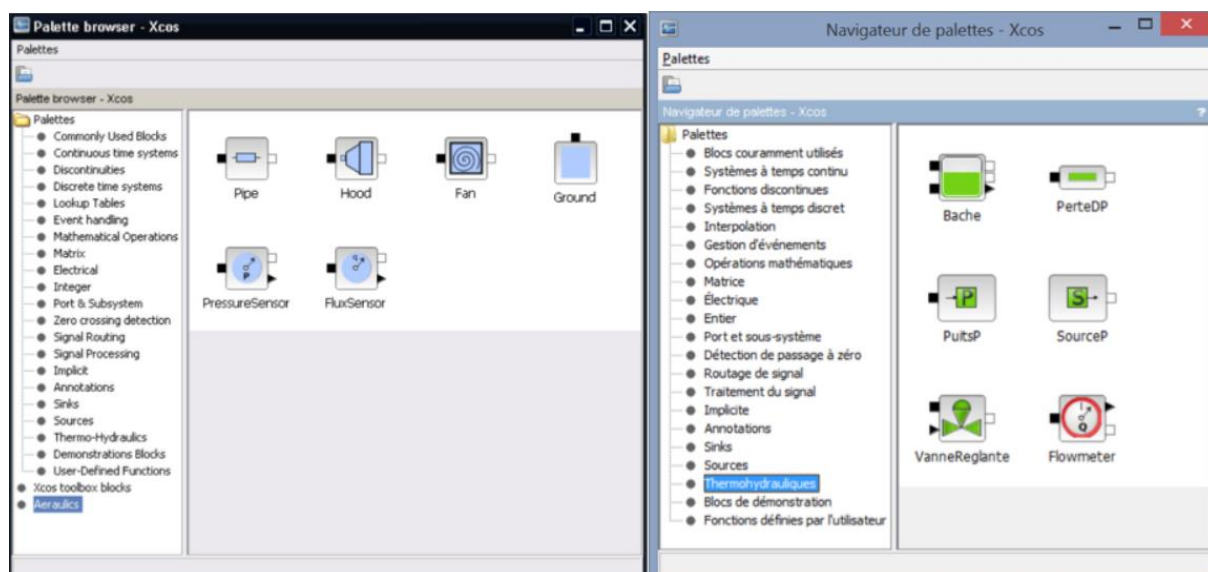 Palette browser - Xcos
Palettes
Palette browser - Xcos
Palettes
Commonly Used Blocks
Continuous time systems
Discontinuities
Discrete time systems
Lookup Tables
Event handling
Mathematical Operations
Matrix
Electrical
Integer
Port & Subsystem
Zero crossing detection
Signal Routing
Signal Processing
Implicit
Annotations
Sinks
Sources
Thermo-Hydraulics
Demonstrations Blocks
User-Defined Functions
Xcos toolbox blocks
Aeraulics
Pipe Hood Fan Ground
P q
PressureSensor FluxSensor
Navigateur de palettes - Xcos
Palettes
Navigateur de palettes - Xcos ?
Palettes
Blocs couramment utilisés
Systèmes à temps continu
Fonctions discontinues
Systèmes à temps discret
Interpolation
Gestion d'événements
Opérations mathématiques
Matrice
Électrique
Entier
Port et sous-système
Détection de passage à zéro
Routage de signal
Traitement du signal
Implicite
Annotations
Sinks
Sources
Thermohydrauliques
Blocs de démonstration
Fonctions définies par l'utilisateur
Bache PerteDP
P S
PuitsP SourceP
Q
VanneReglante Flowmeter